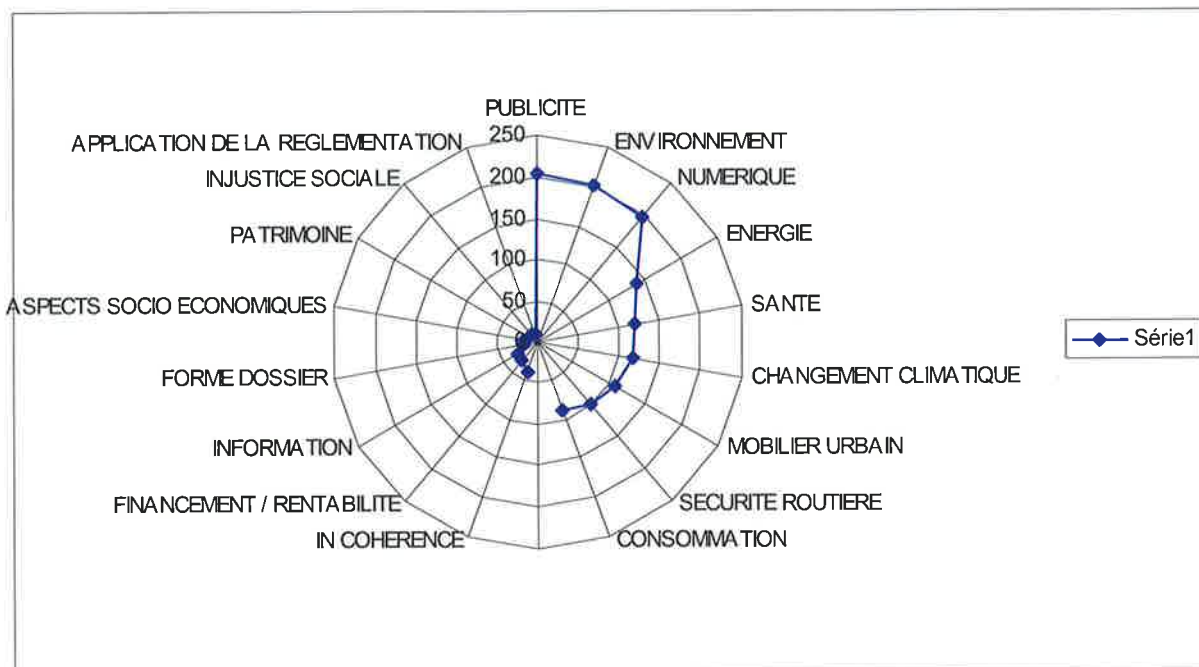 PUBLICITE
ENVIRONNEMENT
NUMERIQUE
ENERGIE
SANTE
CHANGEMENT CLIMATIQUE
MOBILIER URBAIN
SECURITE ROUTIERE
CONSOMMATION
IN COHERENCE
FINANCEMENT / RENTABILITE
INFORMATION
FORME DOSSIER
ASPECTS SOCIO ECONOMIQUES
PATRIMOINE
INJUSTICE SOCIALE
APPLICATION DE LA REGLEMENTATION
250
200
150
100
50
0
Série1